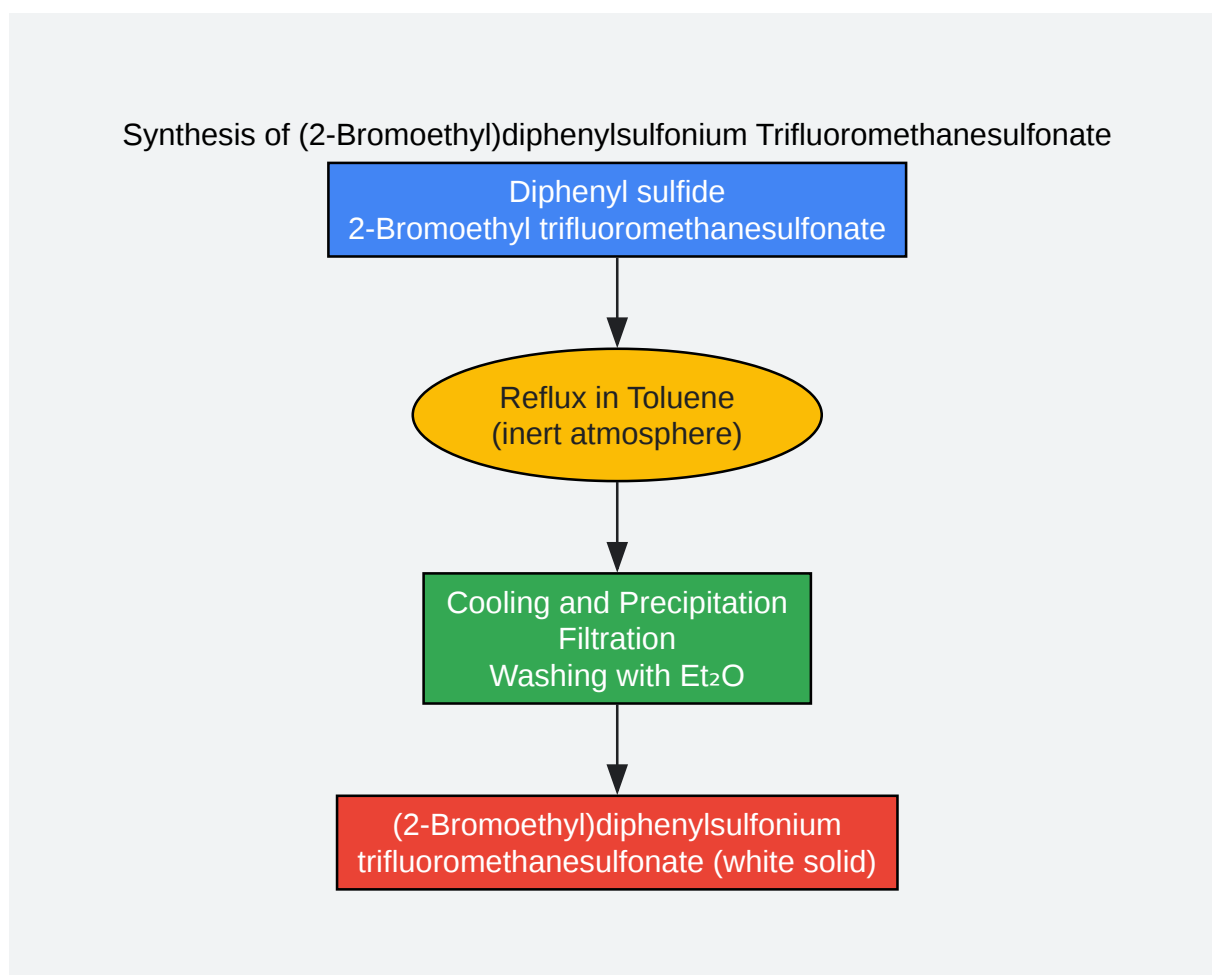 Synthesis of (2-Bromoethyl)diphenylsulfonium Trifluoromethanesulfonate
Diphenyl sulfide
2-Bromoethyl trifluoromethanesulfonate
Reflux in Toluene
(inert atmosphere)
Cooling and Precipitation
Filtration
Washing with Et₂O
(2-Bromoethyl)diphenylsulfonium
trifluoromethanesulfonate (white solid)